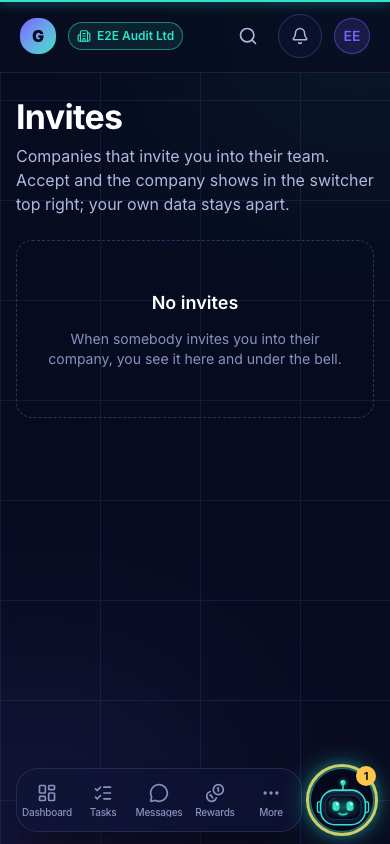 G
E2E Audit Ltd
EE
Invites
Companies that invite you into their team.
Accept and the company shows in the switcher
top right; your own data stays apart.
No invites
When somebody invites you into their
company, you see it here and under the bell.
1
Dashboard
Tasks
Messages
Rewards
More